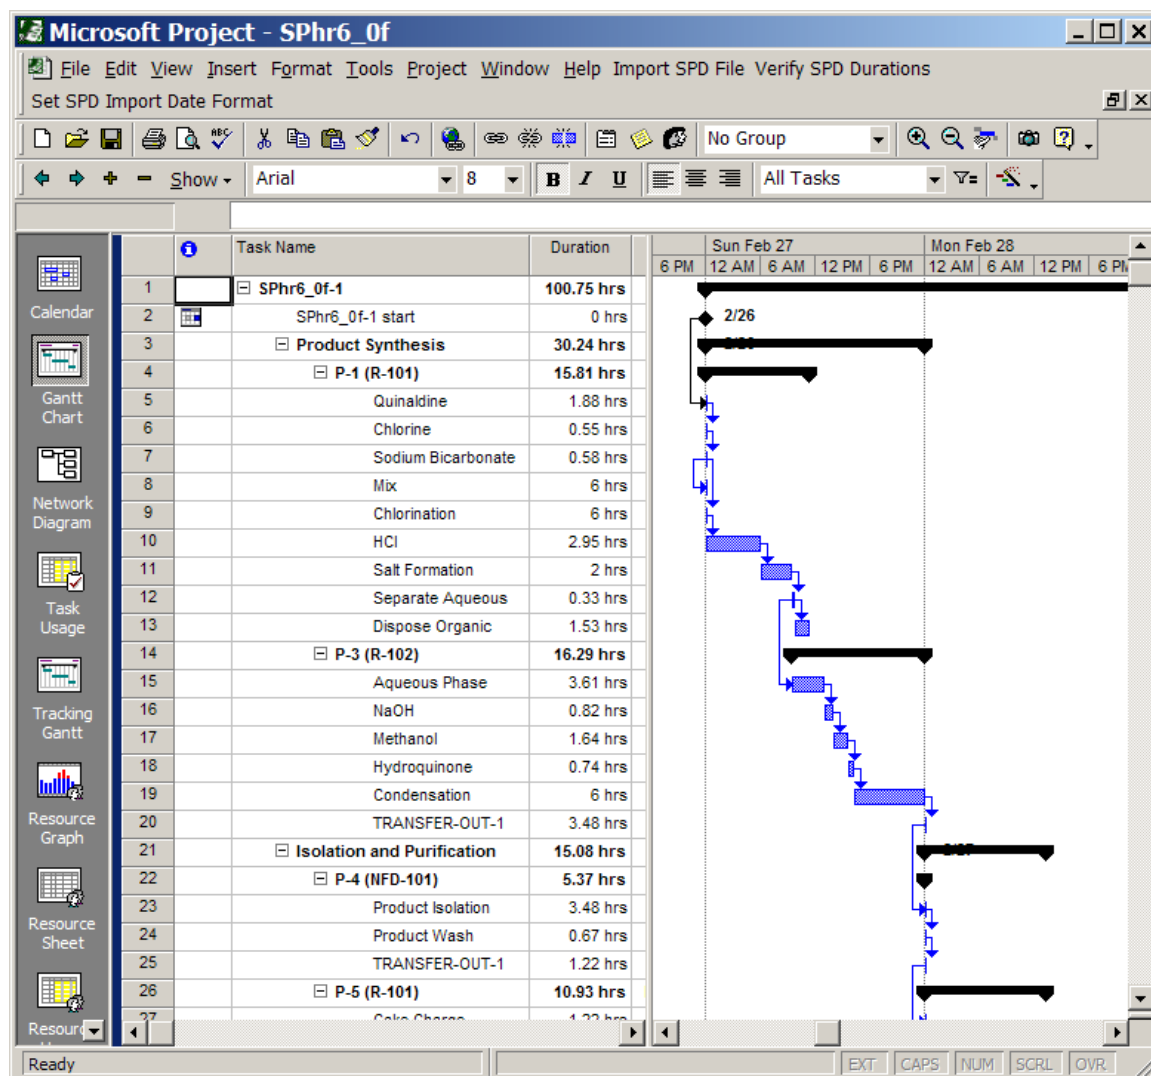 Microsoft Project - SPhr6_0f
File Edit View Insert Format Tools Project Window Help Import SPD File Verify SPD Durations
Set SPD Import Date Format
No Group
Show Arial 8 B I U All Tasks
Task Name Duration Sun Feb 27 Mon Feb 28
6 PM 12 AM 6 AM 12 PM 6 PM 12 AM 6 AM 12 PM 6 PM
1 SPhr6_0f-1 100.75 hrs
2 SPhr6_0f-1 start 0 hrs 2/26
3 Product Synthesis 30.24 hrs
4 P-1 (R-101) 15.81 hrs
5 Quinaldine 1.88 hrs
6 Chlorine 0.55 hrs
7 Sodium Bicarbonate 0.58 hrs
8 Mix 6 hrs
9 Chlorination 6 hrs
10 HCl 2.95 hrs
11 Salt Formation 2 hrs
12 Separate Aqueous 0.33 hrs
13 Dispose Organic 1.53 hrs
14 P-3 (R-102) 16.29 hrs
15 Aqueous Phase 3.61 hrs
16 NaOH 0.82 hrs
17 Methanol 1.64 hrs
18 Hydroquinone 0.74 hrs
19 Condensation 6 hrs
20 TRANSFER-OUT-1 3.48 hrs
21 Isolation and Purification 15.08 hrs
22 P-4 (NFD-101) 5.37 hrs
23 Product Isolation 3.48 hrs
24 Product Wash 0.67 hrs
25 TRANSFER-OUT-1 1.22 hrs
26 P-5 (R-101) 10.93 hrs
27 Cake Charge 1.22 hrs
Calendar
Gantt
Chart
Network
Diagram
Task
Usage
Tracking
Gantt
Resource
Graph
Resource
Sheet
Ready EXT CAPS NUM SCRL OVR